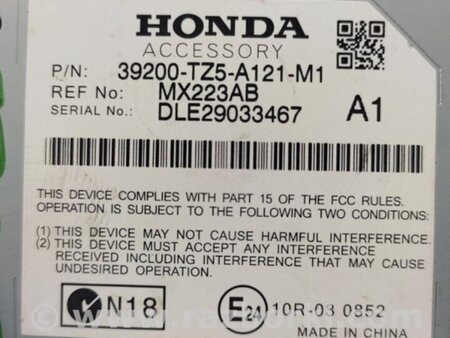 HONDA
ACCESSORY
P/N: 39200-TZ5-A121-M1
REF No: MX223AB
SERIAL No.: DLE29033467 A1
THIS DEVICE COMPLIES WITH PART 15 OF THE FCC RULES.
OPERATION IS SUBJECT TO THE FOLLOWING TWO CONDITIONS:
(1) THIS DEVICE MAY NOT CAUSE HARMFUL INTERFERENCE.
(2) THIS DEVICE MUST ACCEPT ANY INTERFERENCE
RECEIVED INCLUDING INTERFERENCE THAT MAY CAUSE
UNDESIRED OPERATION.
N18 E24 10R-03 0852
MADE IN CHINA